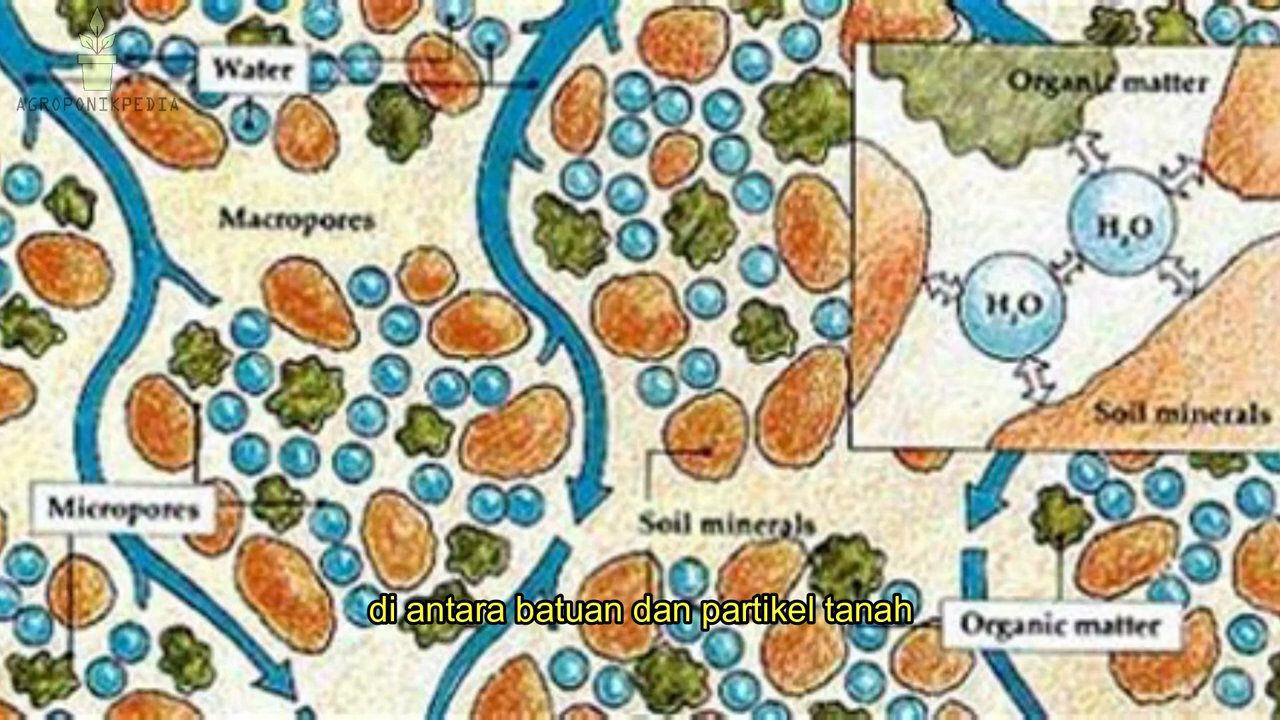 Water
AGROPONIKPEDIA
Organic matter
Macropores
H₂O
H₂O
Soil minerals
Micropores
Soil minerals
di antara batuan dan partikel tanah
Organic matter